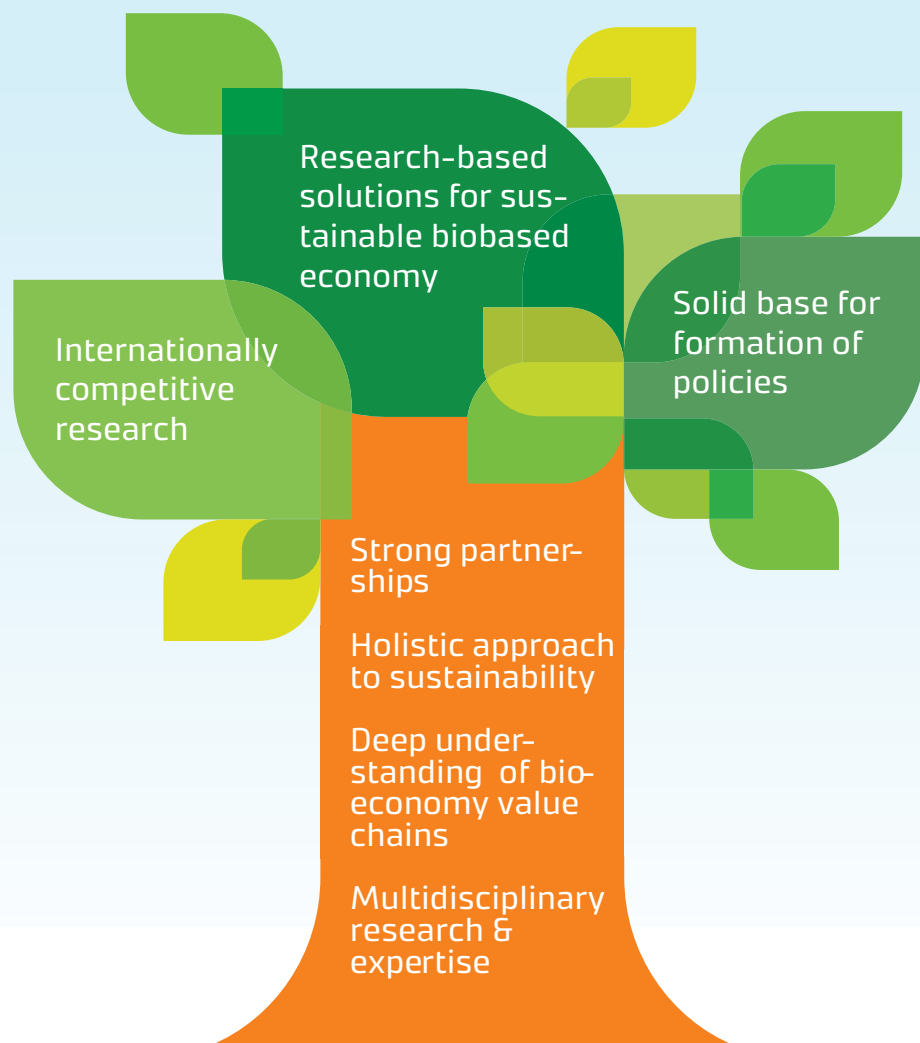 Research-based
solutions for sus-
tainable biobased
economy
Internationally
competitive
research
Solid base for
formation of
policies
Strong partner-
ships
Holistic approach
to sustainability
Deep under-
standing of bio-
economy value
chains
Multidisciplinary
research &
expertise